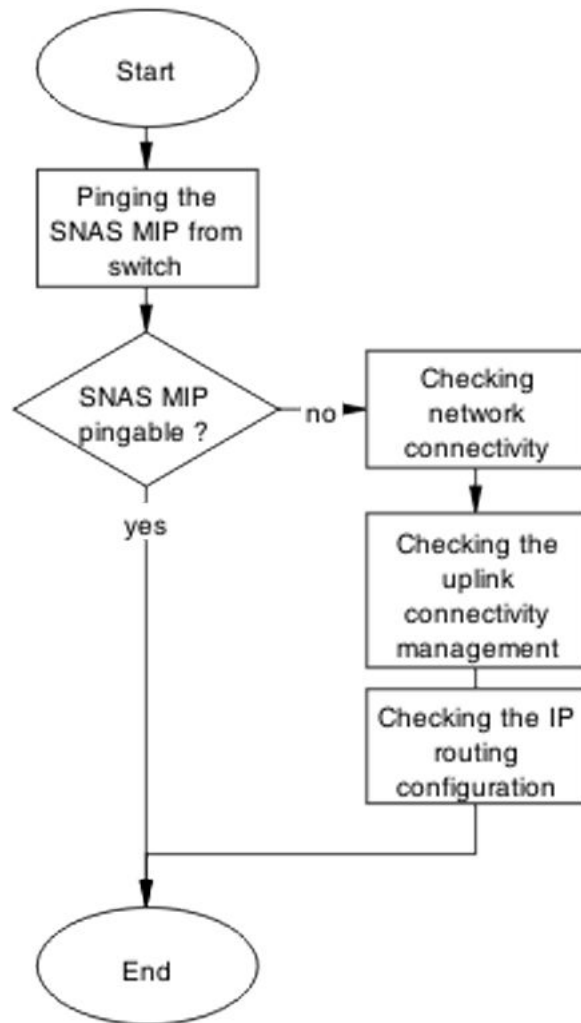 Start
Pinging the
SNAS MIP from
switch
SNAS MIP
pingable ?
no
Checking
network
connectivity
yes
Checking the
uplink
connectivity
management
Checking the IP
routing
configuration
End